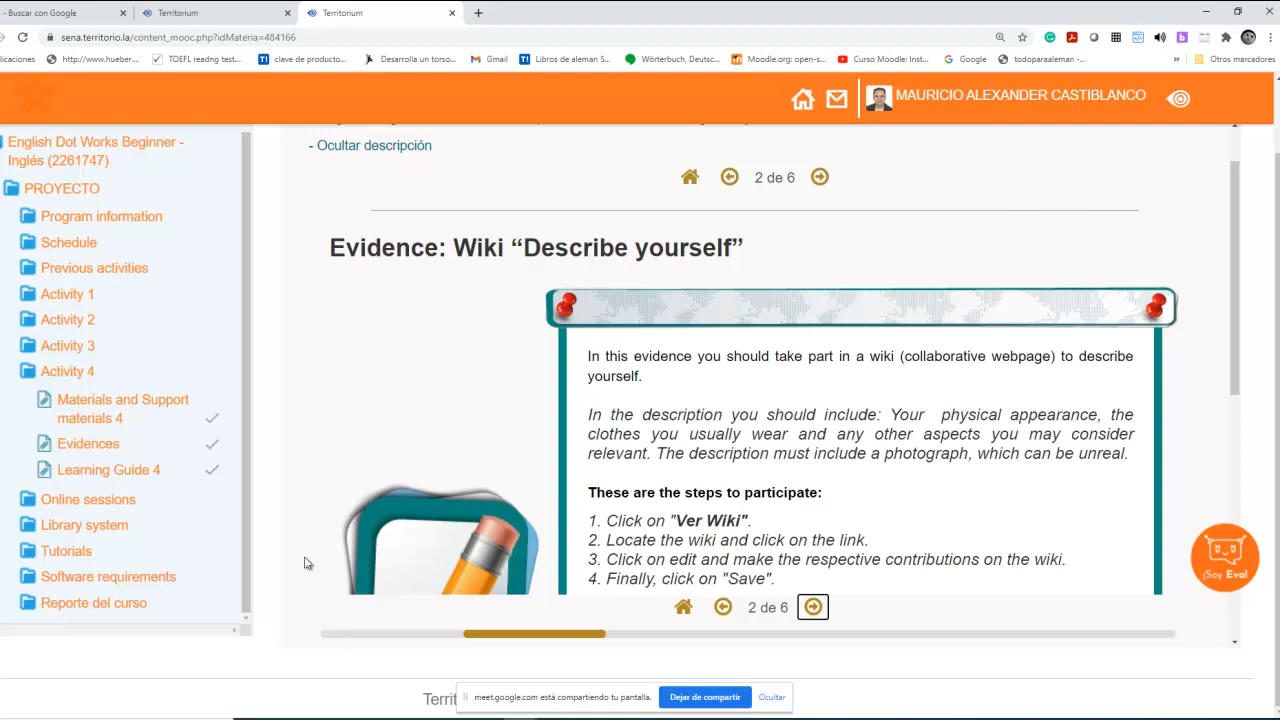 - Buscar con Google
Territorium
Territorium
sena.territorio.la/content_mooc.php?idMateria=484166
licaciones
http://www.hueber....
TOEFL readng test...
clave de producto...
Desarrolla un torso...
Gmail
Libros de aleman S...
Wörterbuch, Deutsc...
Moodle.org: open-s...
Curso Moodle: Inst...
Google
todoparaaleman -...
»
Otros marcadores
MAURICIO ALEXANDER CASTIBLANCO
English Dot Works Beginner -
Inglés (2261747)
PROYECTO
Program information
Schedule
Previous activities
Activity 1
Activity 2
Activity 3
Activity 4
Materials and Support
materials 4
Evidences
Learning Guide 4
Online sessions
Library system
Tutorials
Software requirements
Reporte del curso
- Ocultar descripción
2 de 6
Evidence: Wiki “Describe yourself”
In this evidence you should take part in a wiki (collaborative webpage) to describe
yourself.
In the description you should include: Your physical appearance, the
clothes you usually wear and any other aspects you may consider
relevant. The description must include a photograph, which can be unreal.
These are the steps to participate:
1. Click on "Ver Wiki".
2. Locate the wiki and click on the link.
3. Click on edit and make the respective contributions on the wiki.
4. Finally, click on "Save".
2 de 6
¡Soy Eva!
Territ
meet.google.com está compartiendo tu pantalla.
Dejar de compartir
Ocultar